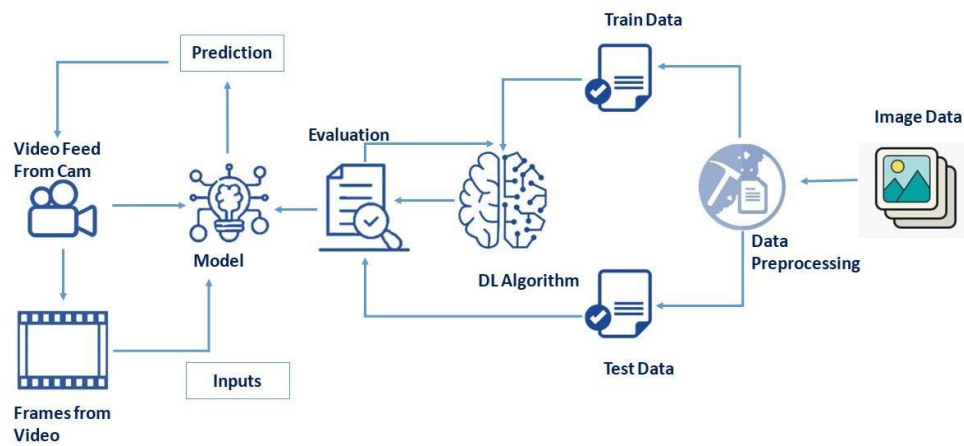 Train Data
Prediction
Image Data
Evaluation
Video Feed
From Cam
Model
DL Algorithm
Data
Preprocessing
Inputs
Test Data
Frames from
Video